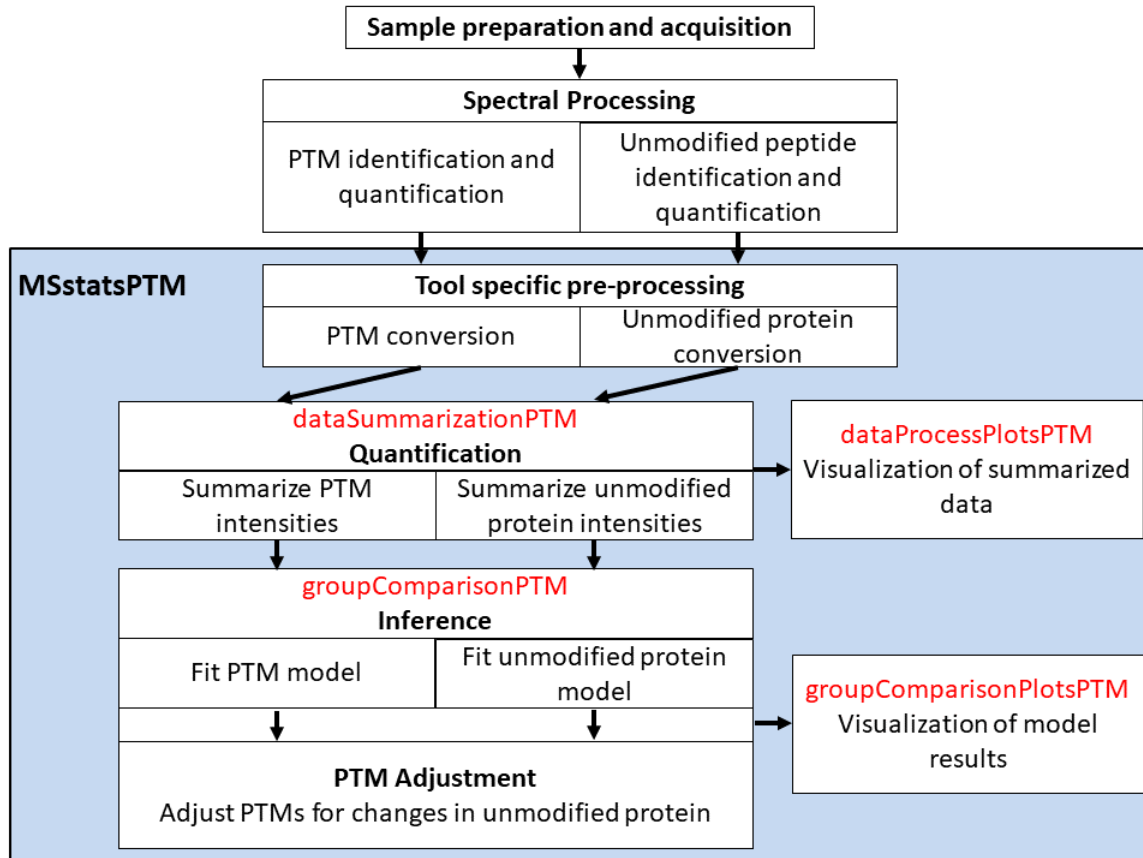 Sample preparation and acquisition
Spectral Processing
PTM identification and
quantification
Unmodified peptide
identification and
quantification
MSstatsPTM
Tool specific pre-processing
PTM conversion
Unmodified protein
conversion
dataSummarizationPTM
Quantification
Summarize PTM
intensities
Summarize unmodified
protein intensities
dataProcessPlotsPTM
Visualization of summarized
data
groupComparisonPTM
Inference
Fit PTM model
Fit unmodified protein
model
groupComparisonPlotsPTM
Visualization of model
results
PTM Adjustment
Adjust PTMs for changes in unmodified protein